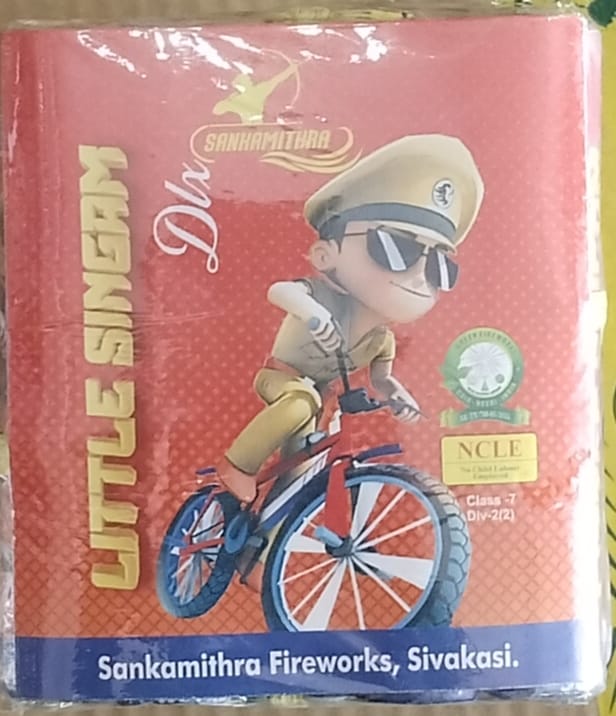 SANKAMITHRA
Dlx
LITTLE SINGAM
NCLE
No Child Labour
Employed
Class -7
Div-2(2)
Sankamithra Fireworks, Sivakasi.